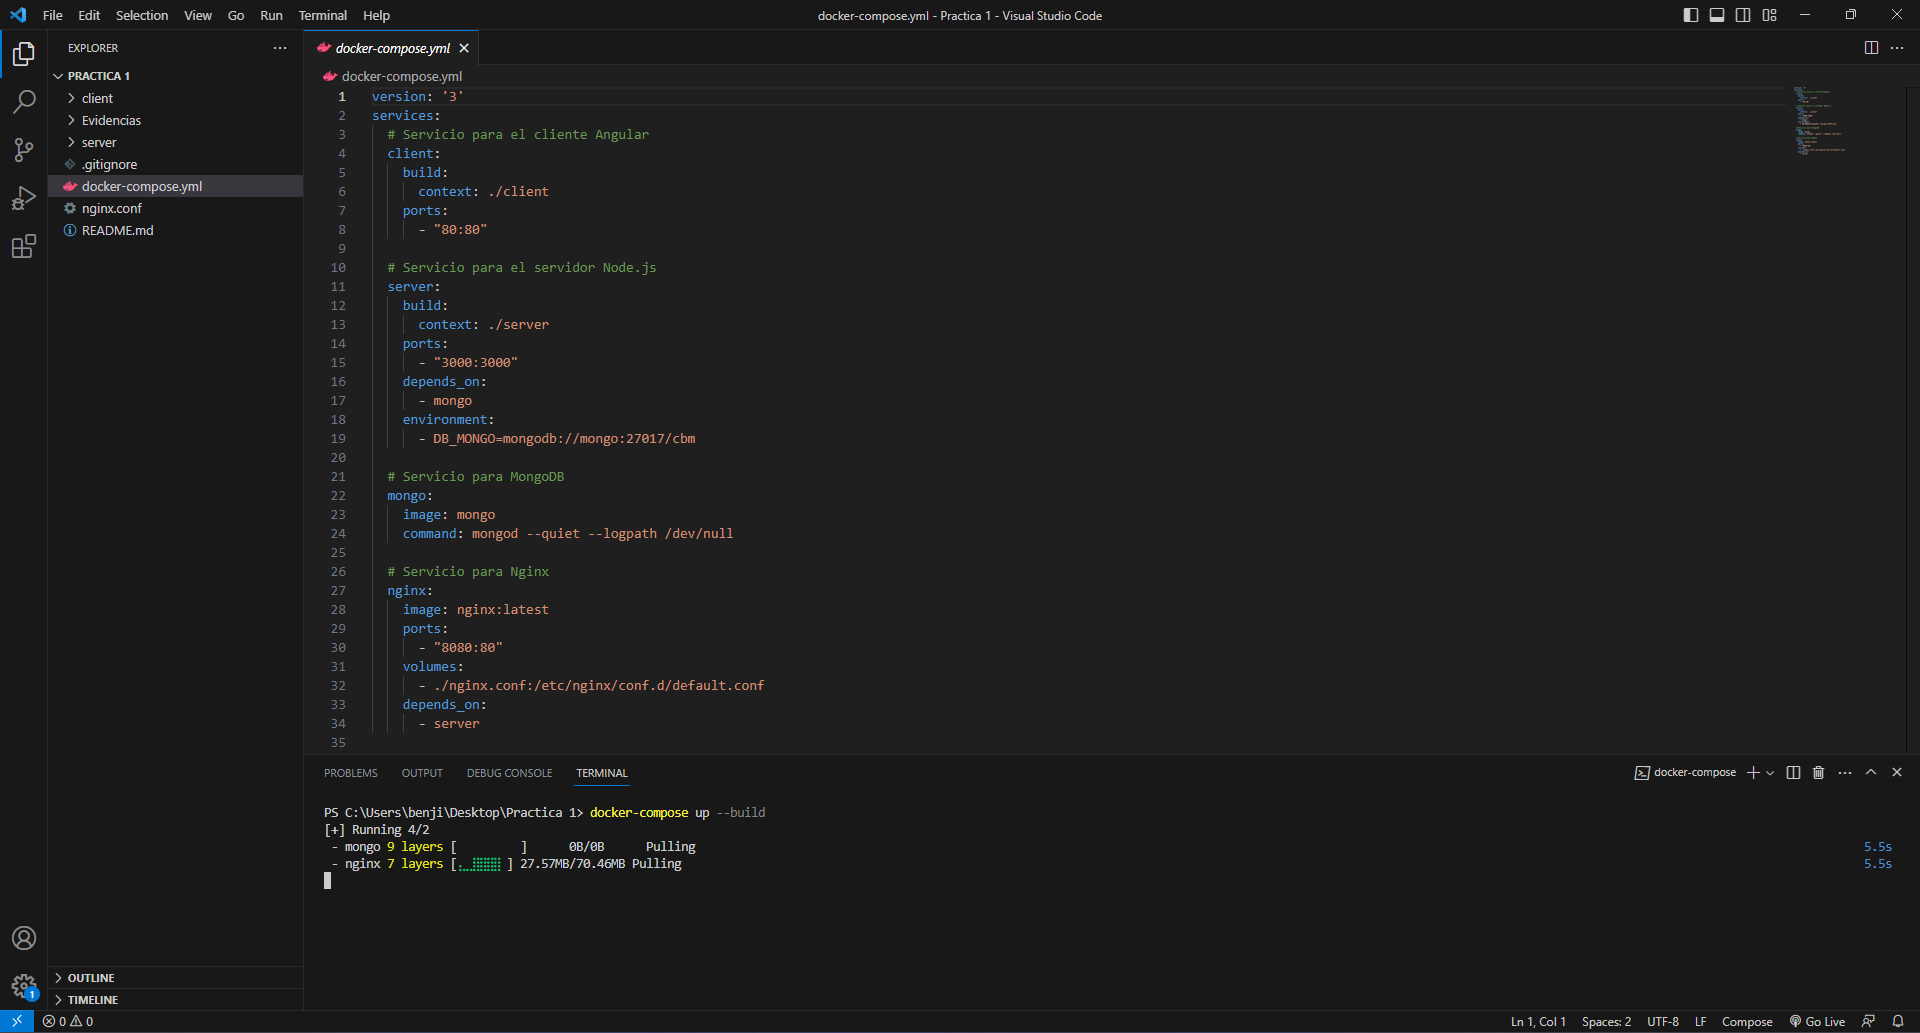 File Edit Selection View Go Run Terminal Help
docker-compose.yml - Practica 1 - Visual Studio Code
EXPLORER
PRACTICA 1
client
Evidencias
server
.gitignore
docker-compose.yml
nginx.conf
README.md
OUTLINE
TIMELINE
docker-compose.yml
docker-compose.yml
1 version: '3'
2 services:
3 # Servicio para el cliente Angular
4 client:
5 build:
6 context: ./client
7 ports:
8 - "80:80"
9
10 # Servicio para el servidor Node.js
11 server:
12 build:
13 context: ./server
14 ports:
15 - "3000:3000"
16 depends_on:
17 - mongo
18 environment:
19 - DB_MONGO=mongodb://mongo:27017/cbm
20
21 # Servicio para MongoDB
22 mongo:
23 image: mongo
24 command: mongod --quiet --logpath /dev/null
25
26 # Servicio para Nginx
27 nginx:
28 image: nginx:latest
29 ports:
30 - "8080:80"
31 volumes:
32 - ./nginx.conf:/etc/nginx/conf.d/default.conf
33 depends_on:
34 - server
35
PROBLEMS OUTPUT DEBUG CONSOLE TERMINAL
docker-compose
PS C:\Users\benji\Desktop\Practica 1> docker-compose up --build
[+] Running 4/2
- mongo 9 layers [ ] 0B/0B Pulling 5.5s
- nginx 7 layers [ ] 27.57MB/70.46MB Pulling 5.5s
1
0 0
Ln 1, Col 1 Spaces: 2 UTF-8 LF Compose Go Live